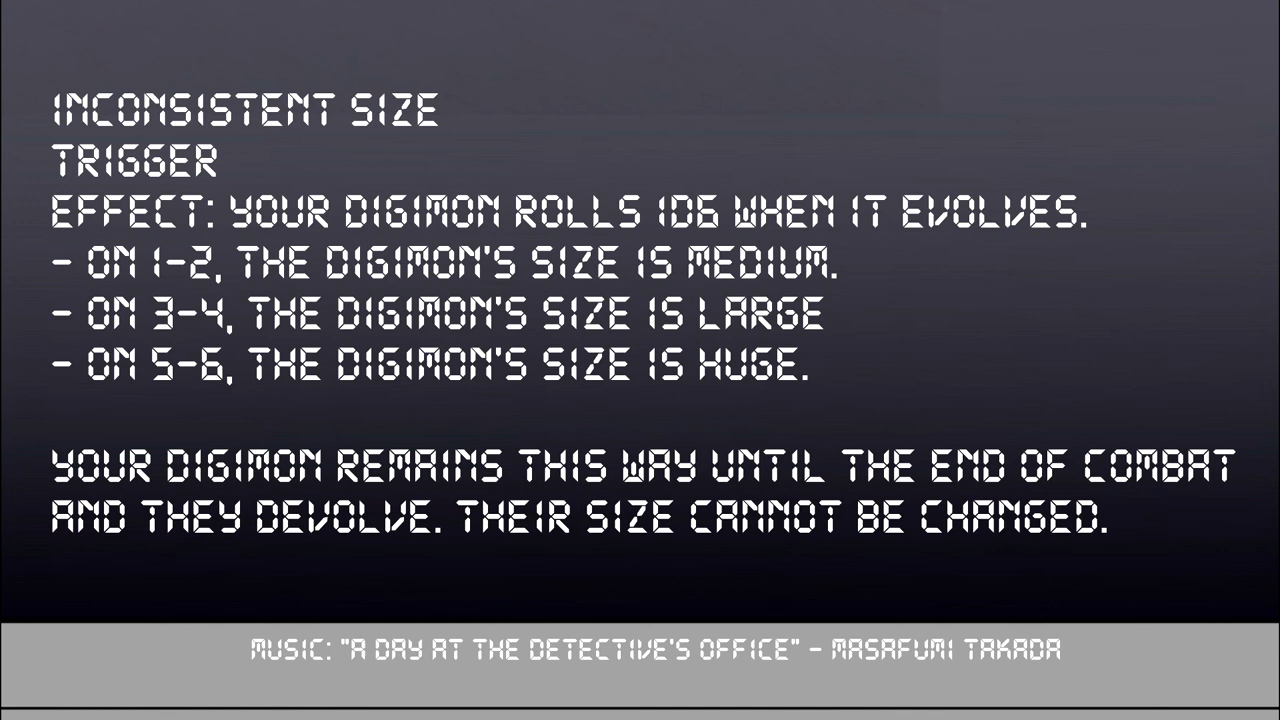 INCONSISTENT SIZE
TRIGGER
EFFECT: YOUR DIGIMON ROLLS 1D6 WHEN IT EVOLVES.
- ON 1-2, THE DIGIMON'S SIZE IS MEDIUM.
- ON 3-4, THE DIGIMON'S SIZE IS LARGE
- ON 5-6, THE DIGIMON'S SIZE IS HUGE.
YOUR DIGIMON REMAINS THIS WAY UNTIL THE END OF COMBAT
AND THEY DEVOLVE. THEIR SIZE CANNOT BE CHANGED.
MUSIC: "A DAY AT THE DETECTIVE'S OFFICE" - MASAFUMI TAKADA